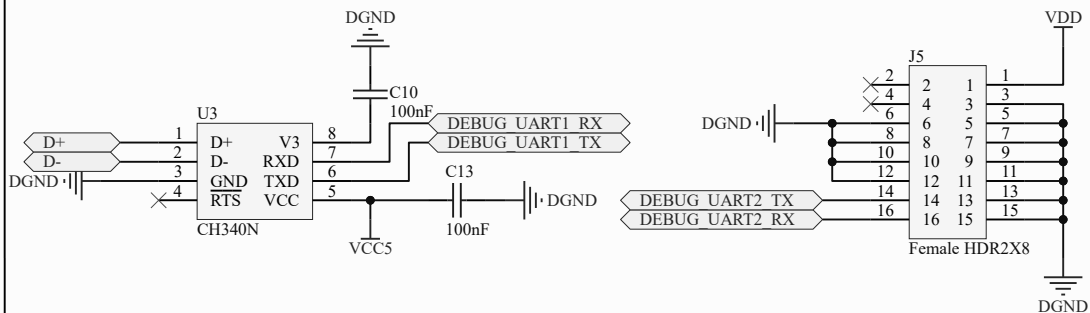 DGND
C10
100nF
U3
D+ 1 D+ V3 8
D- 2 D- RXD 7 DEBUG_UART1_RX
DGND 3 GND TXD 6 DEBUG_UART1_TX
4 RTS VCC 5
CH340N
VCC5
C13
100nF
DGND
VDD
J5
2 2 1 1
4 4 3 3
DGND 6 6 5 5
8 8 7 7
10 10 9 9
12 12 11 11
DEBUG_UART2_TX 14 14 13 13
DEBUG_UART2_RX 16 16 15 15
Female HDR2X8
DGND